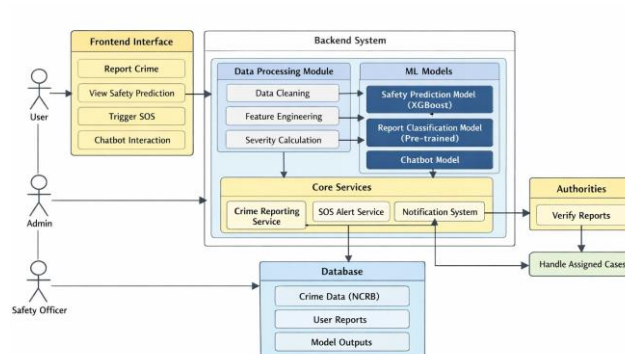 Frontend Interface
Report Crime
View Safety Prediction
Trigger SOS
Chatbot Interaction
User
Admin
Safety Officer
Backend System
Data Processing Module
Data Cleaning
Feature Engineering
Severity Calculation
ML Models
Safety Prediction Model
(XGBoost)
Report Classification Model
(Pre-trained)
Chatbot Model
Core Services
Crime Reporting
Service
SOS Alert Service
Notification System
Authorities
Verify Reports
Handle Assigned Cases
Database
Crime Data (NCRB)
User Reports
Model Outputs